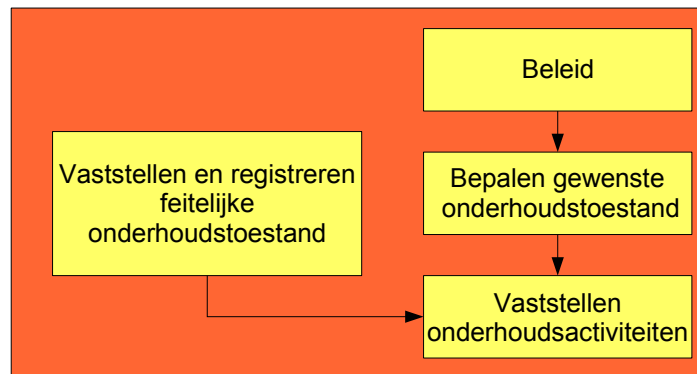 Beleid
Vaststellen en registreren
feitelijke
onderhoudstoestand
Bepalen gewenste
onderhoudstoestand
Vaststellen
onderhoudsactiviteiten